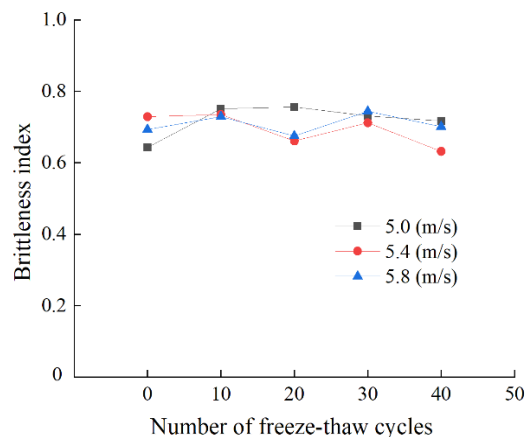 1.0
0.8
0.6
0.4
0.2
0
Brittleness index
5.0 (m/s)
5.4 (m/s)
5.8 (m/s)
0 10 20 30 40 50
Number of freeze-thaw cycles